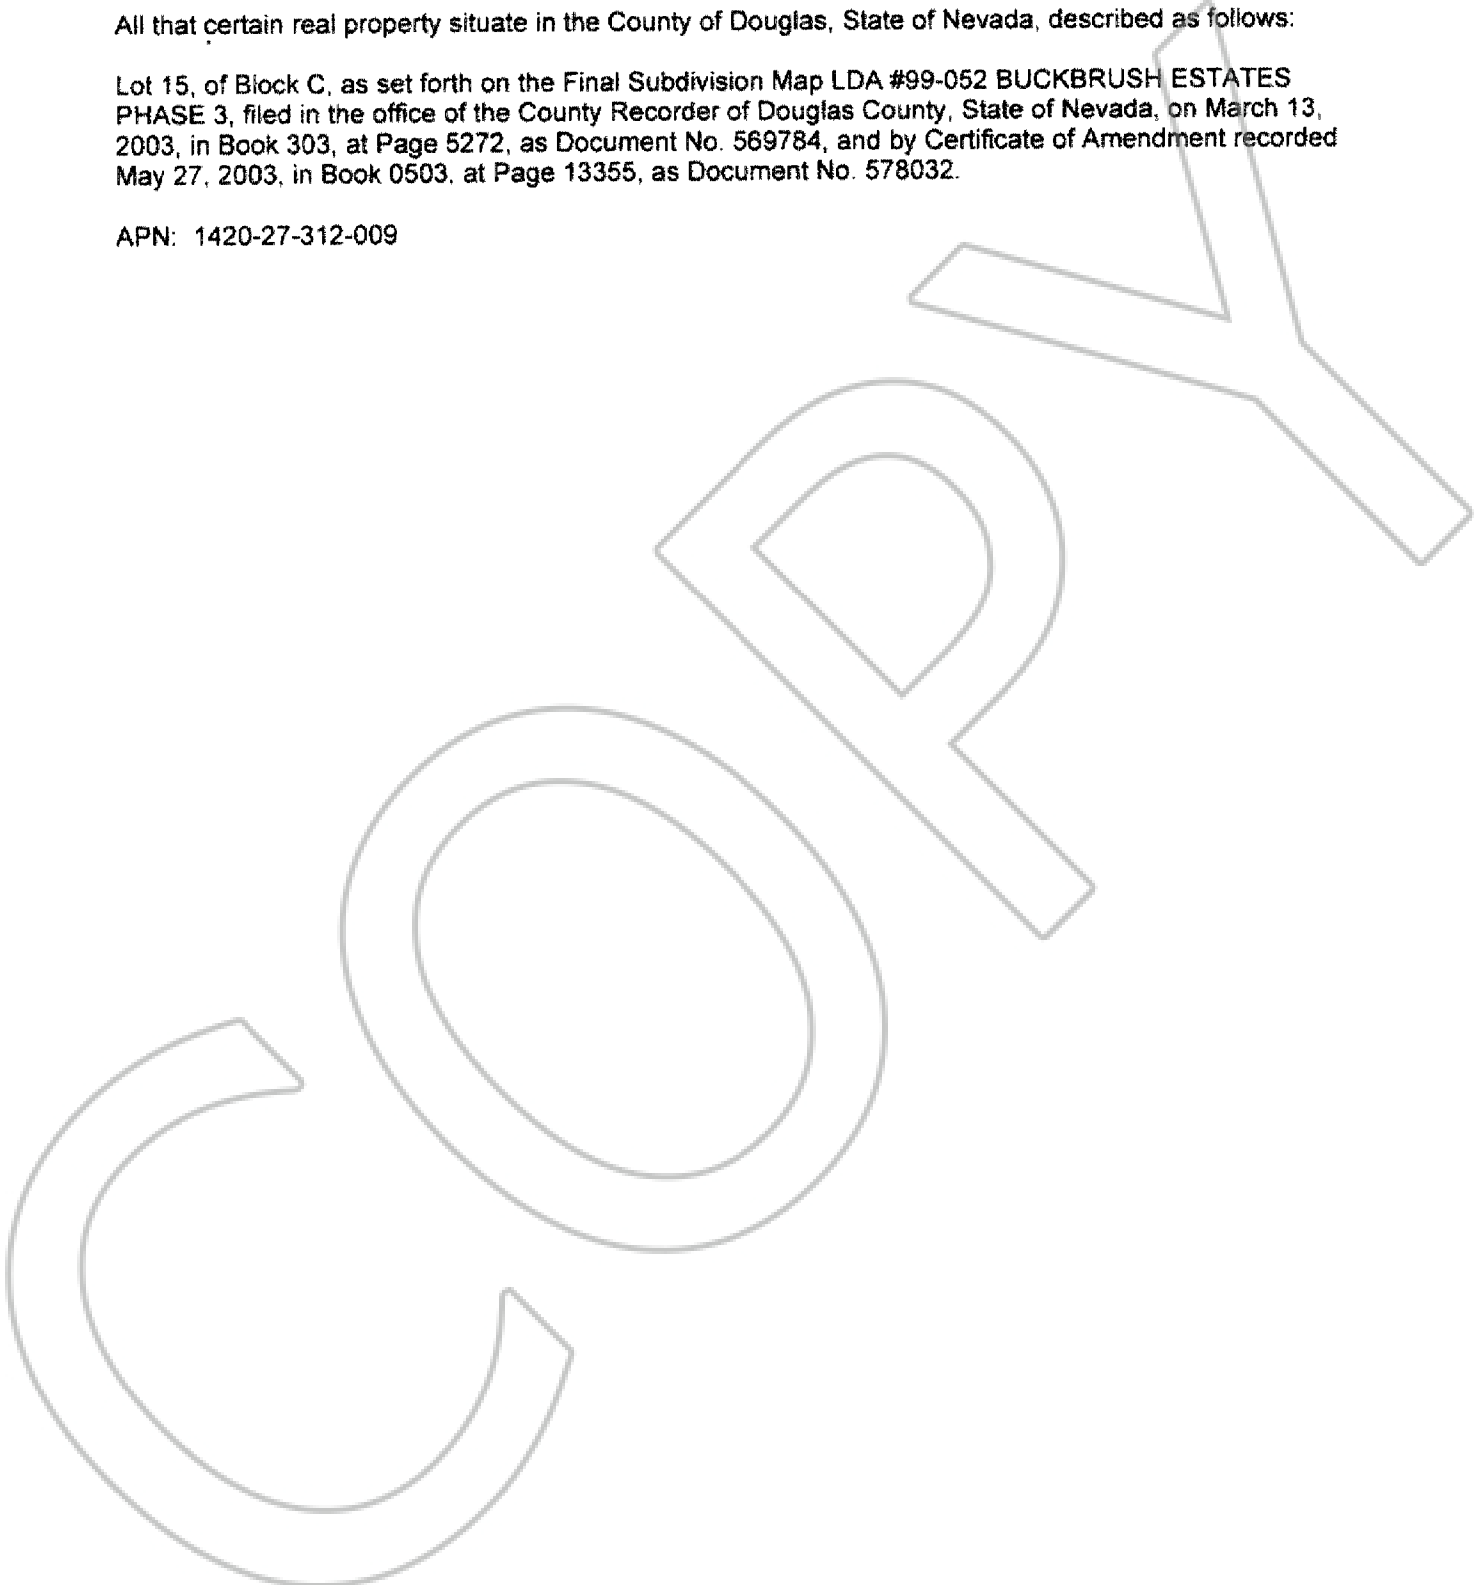 All that certain real property situate in the County of Douglas, State of Nevada, described as follows:
Lot 15, of Block C, as set forth on the Final Subdivision Map LDA #99-052 BUCKBRUSH ESTATES
PHASE 3, filed in the office of the County Recorder of Douglas County, State of Nevada, on March 13,
2003, in Book 303, at Page 5272, as Document No. 569784, and by Certificate of Amendment recorded
May 27, 2003, in Book 0503, at Page 13355, as Document No. 578032.
APN: 1420-27-312-009
COPY